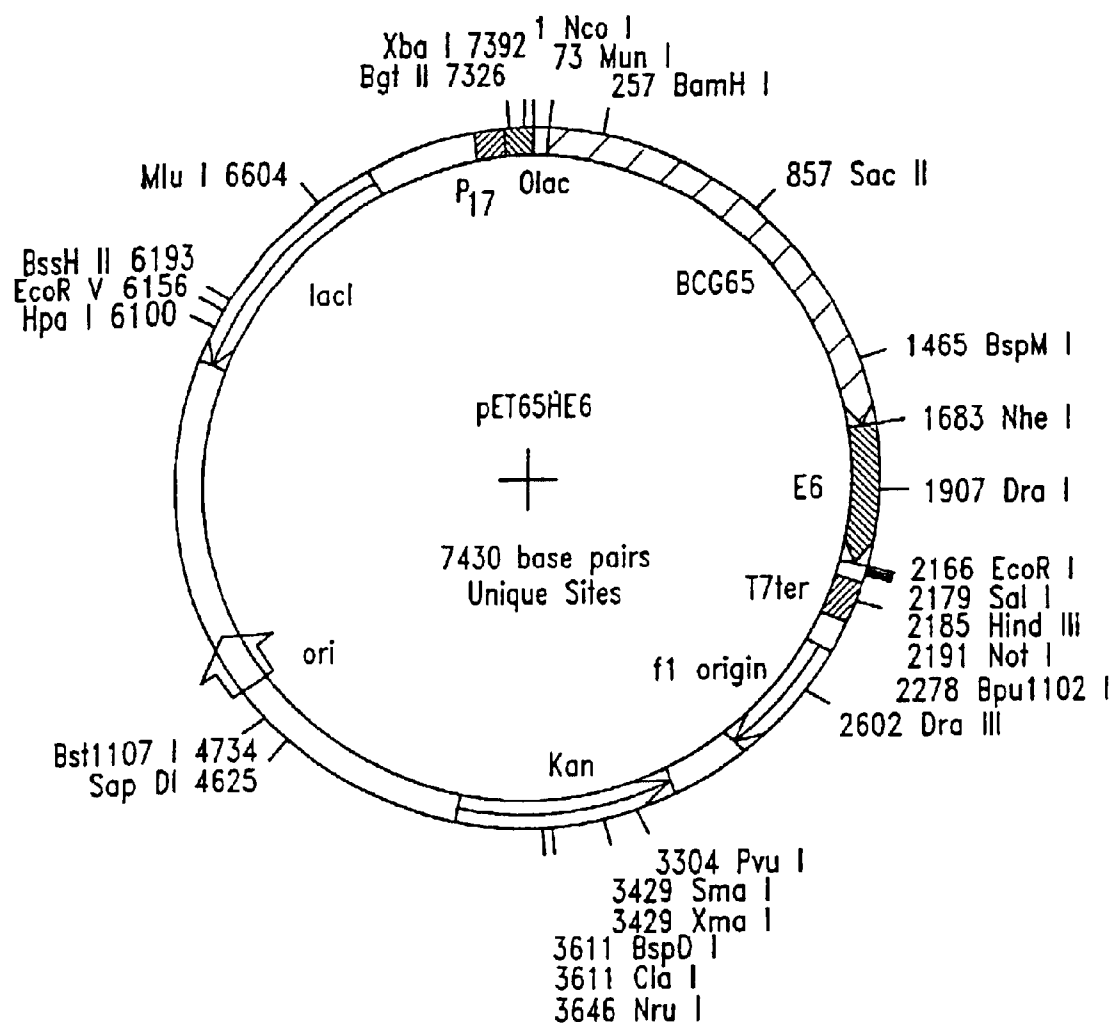 1 Nco I
Xba I 7392
73 Mun I
Bgt II 7326
257 BamH I
Mlu I 6604
P17
Olac
857 Sac II
BssH II 6193
EcoR V 6156
Hpa I 6100
lacI
BCG65
1465 BspM I
pET65HE6
1683 Nhe I
E6
1907 Dra I
7430 base pairs
Unique Sites
T7ter
2166 EcoR I
2179 Sal I
2185 Hind III
2191 Not I
2278 Bpu1102 I
ori
f1 origin
2602 Dra III
Bst1107 I 4734
Sap DI 4625
Kan
3304 Pvu I
3429 Sma I
3429 Xma I
3611 BspD I
3611 Cla I
3646 Nru I